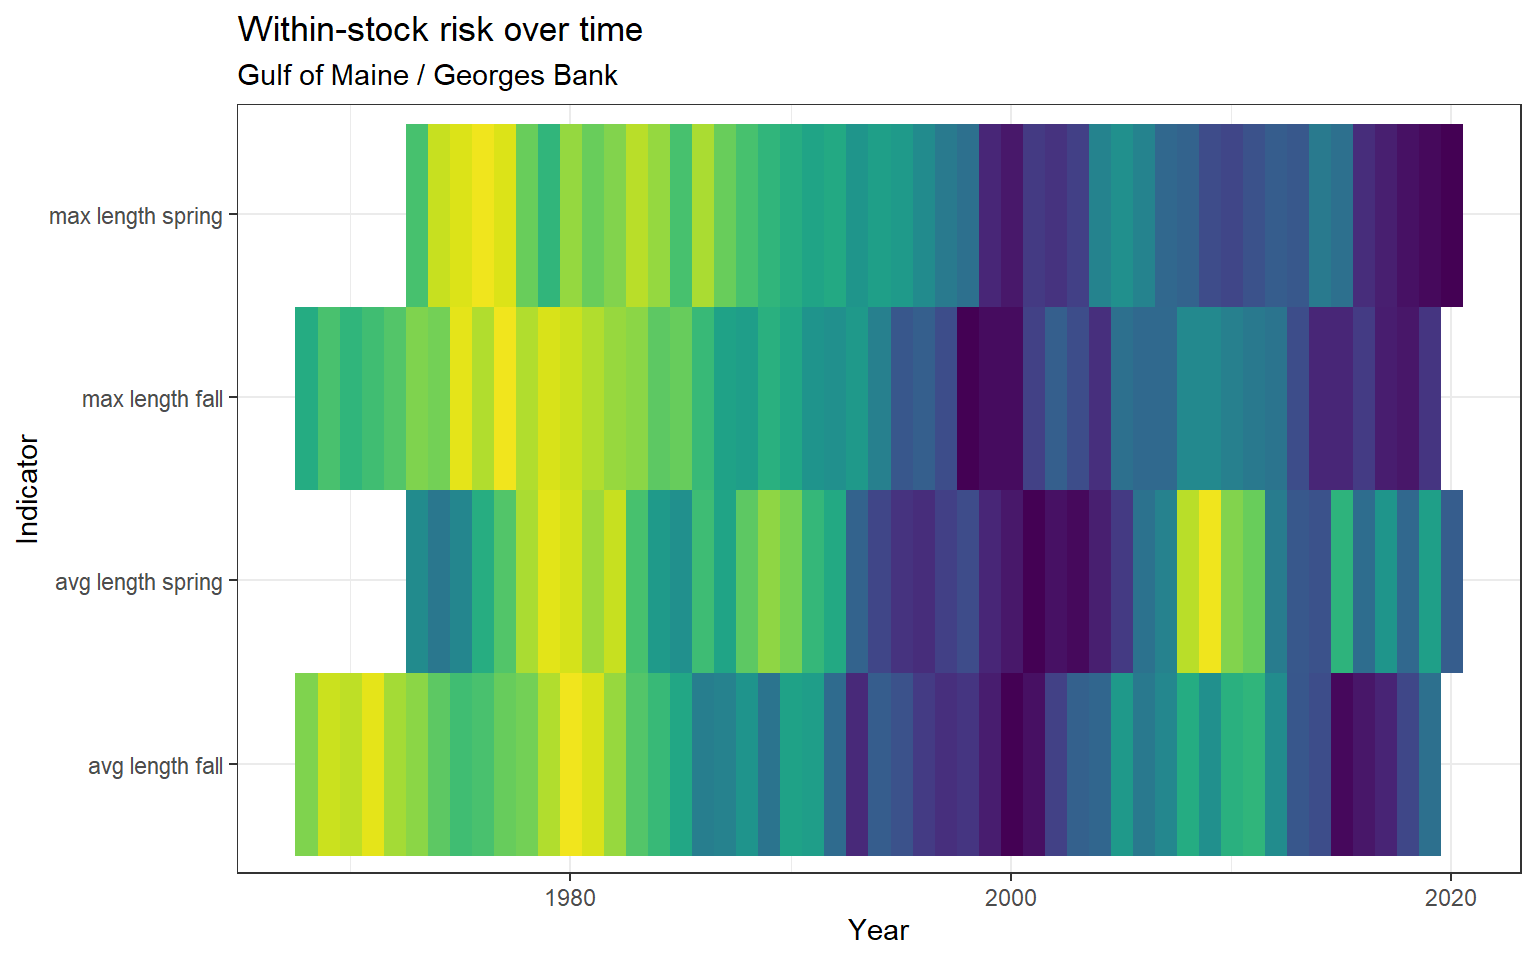 Within-stock risk over time
Gulf of Maine / Georges Bank
max length spring
max length fall
avg length spring
avg length fall
Indicator
1980
2000
2020
Year